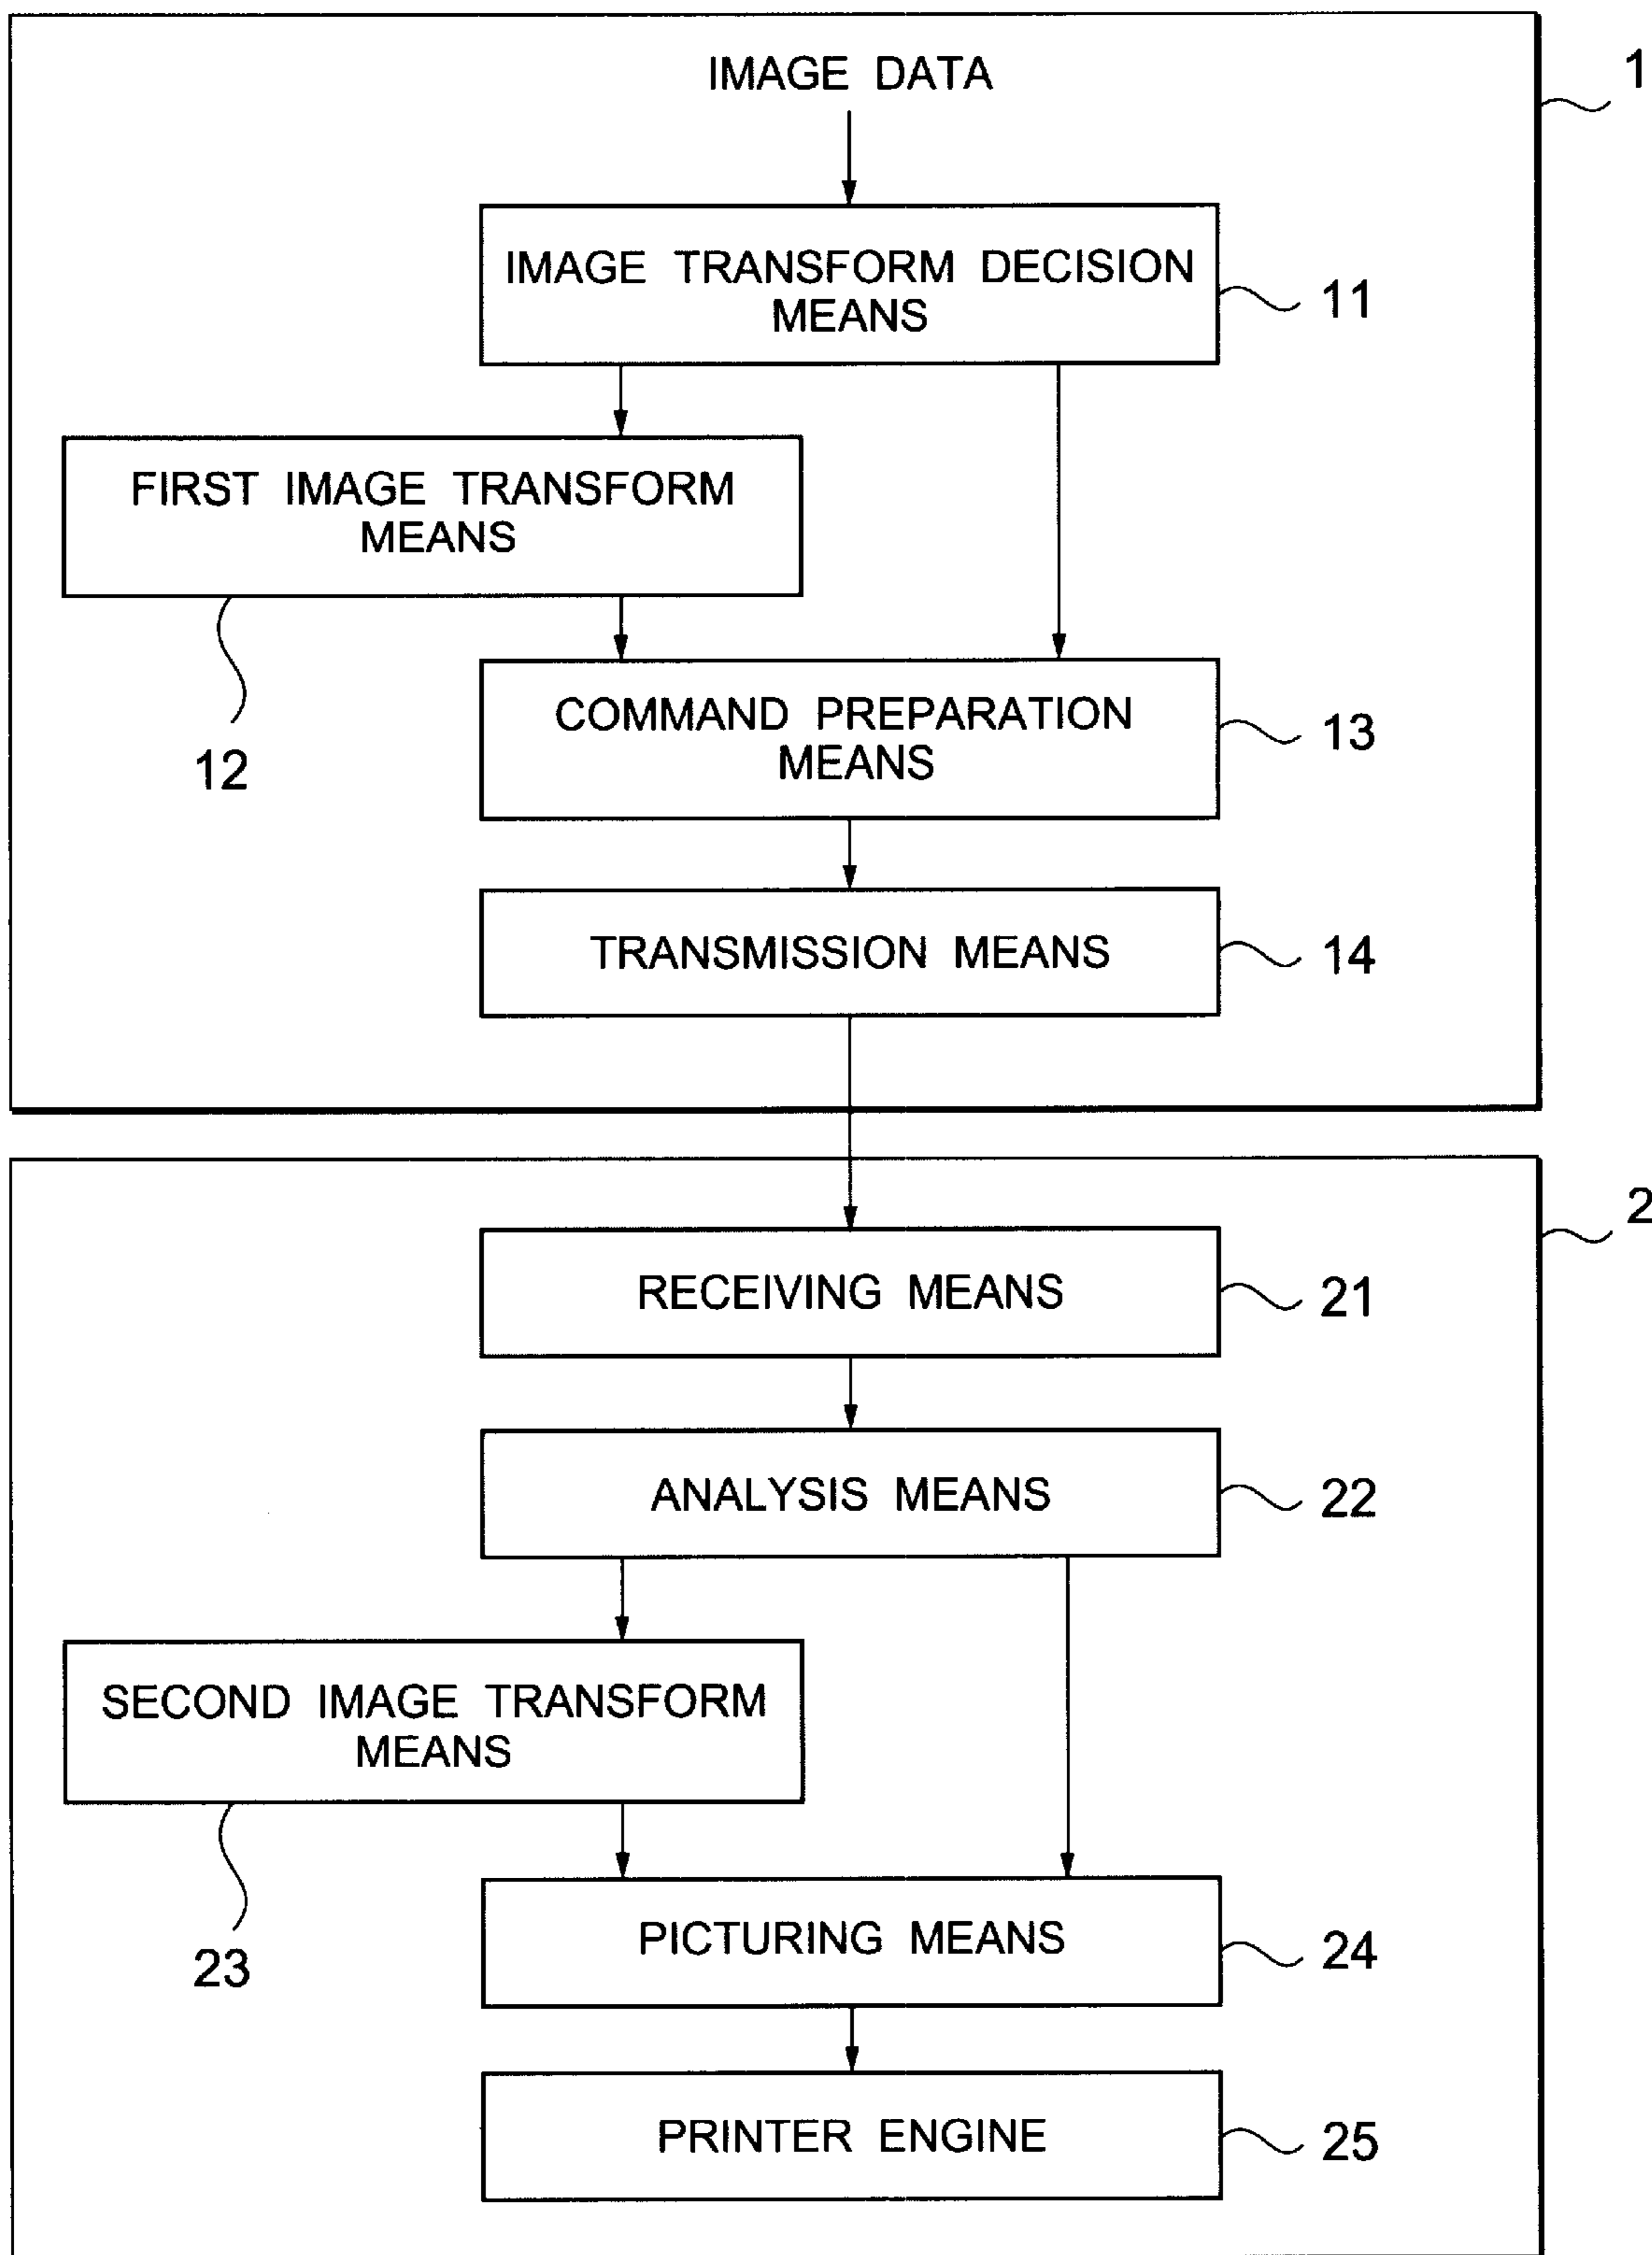 IMAGE DATA
1
IMAGE TRANSFORM DECISION
MEANS
11
FIRST IMAGE TRANSFORM
MEANS
12
COMMAND PREPARATION
MEANS
13
TRANSMISSION MEANS
14
2
RECEIVING MEANS
21
ANALYSIS MEANS
22
SECOND IMAGE TRANSFORM
MEANS
23
PICTURING MEANS
24
PRINTER ENGINE
25